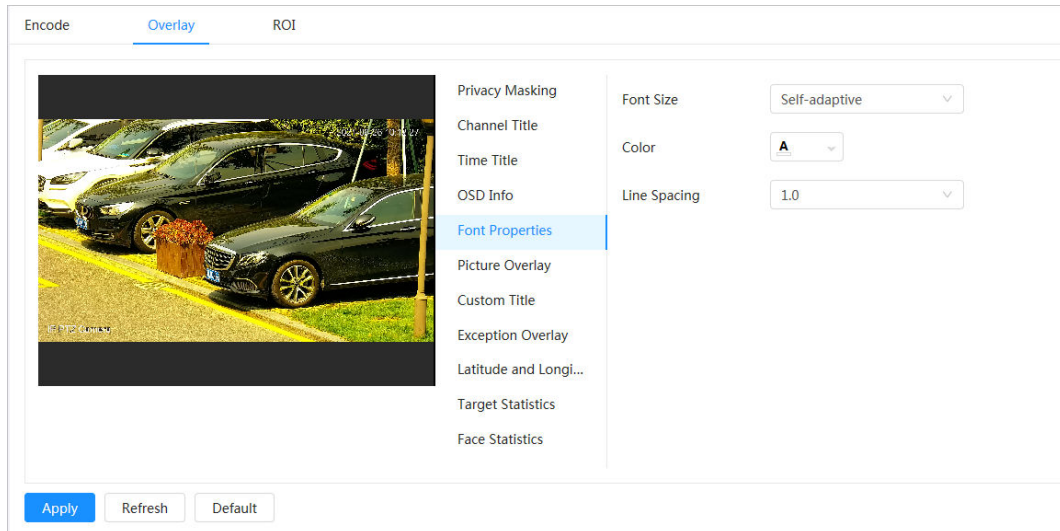 Encode
Overlay
ROI
Privacy Masking
Channel Title
Time Title
OSD Info
Font Properties
Picture Overlay
Custom Title
Exception Overlay
Latitude and Longi...
Target Statistics
Face Statistics
Font Size
Self-adaptive
Color
A
Line Spacing
1.0
Apply
Refresh
Default